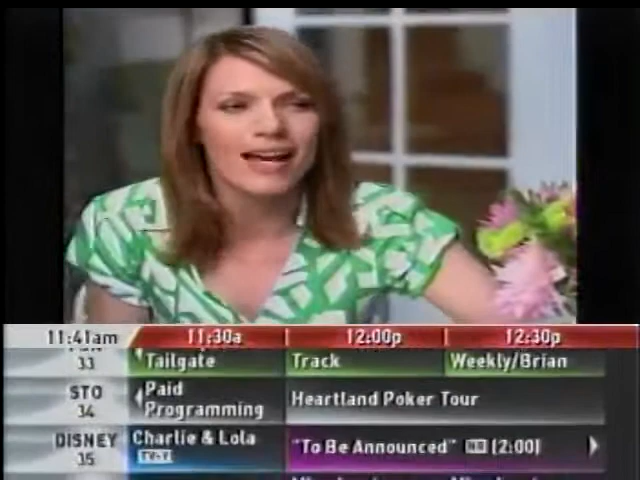 11:41am 11:30a 12:00p 12:30p
33 Tailgate Track Weekly/Brian
STO 34 Paid Programming Heartland Poker Tour
DISNEY 35 Charlie & Lola TV-Y "To Be Announced" (2:00)